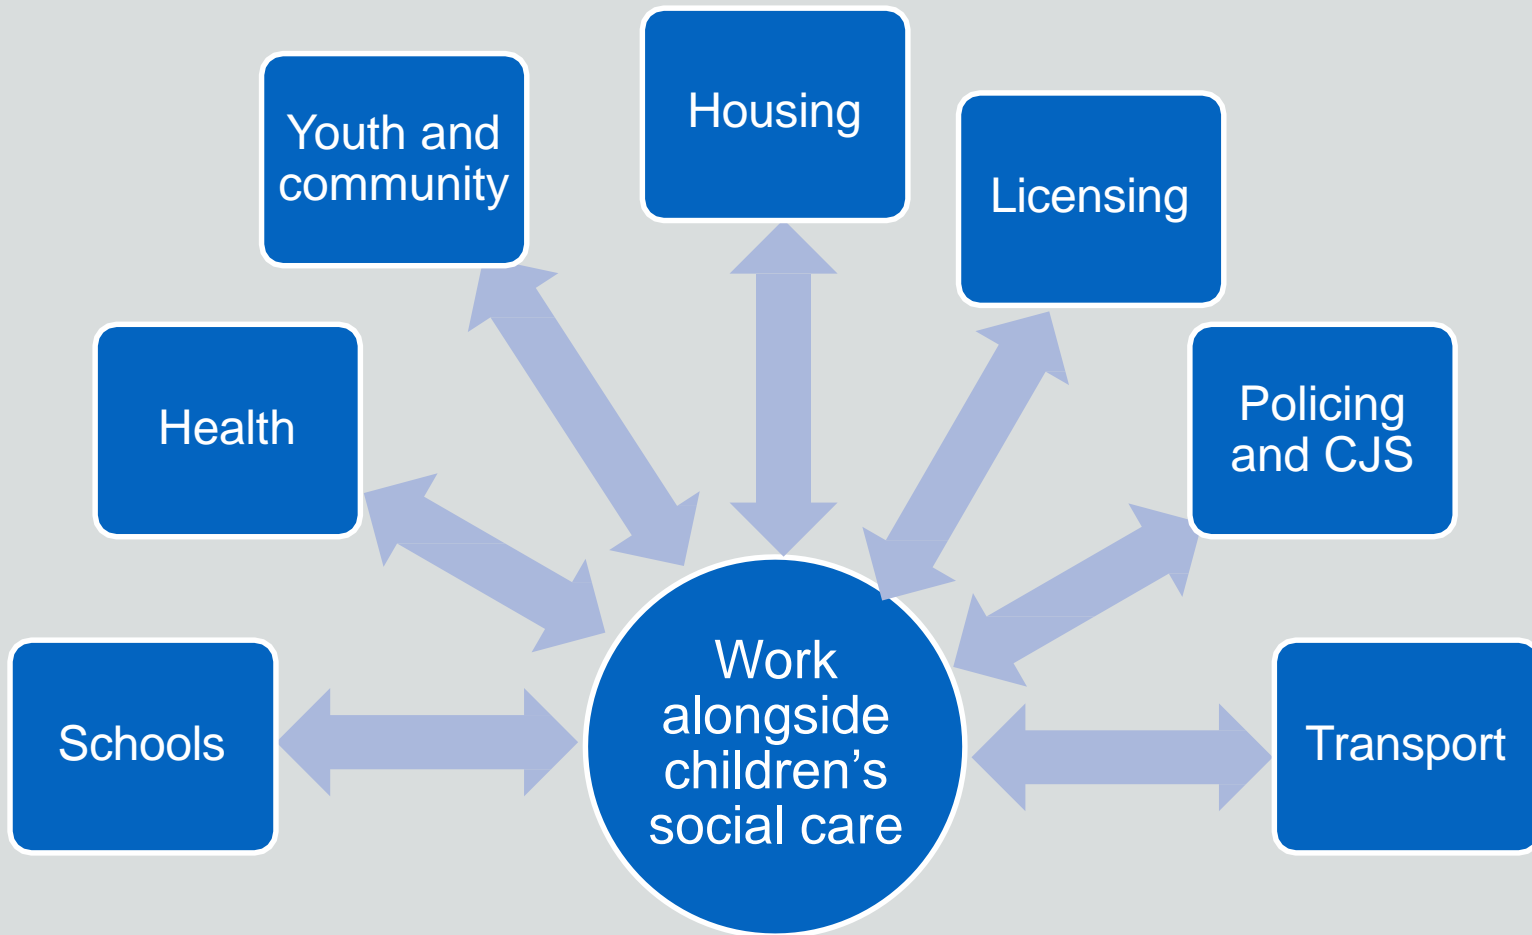 Housing
Youth and
community
Licensing
Health
Policing
and CJS
Schools
Work
alongside
children’s
social care
Transport